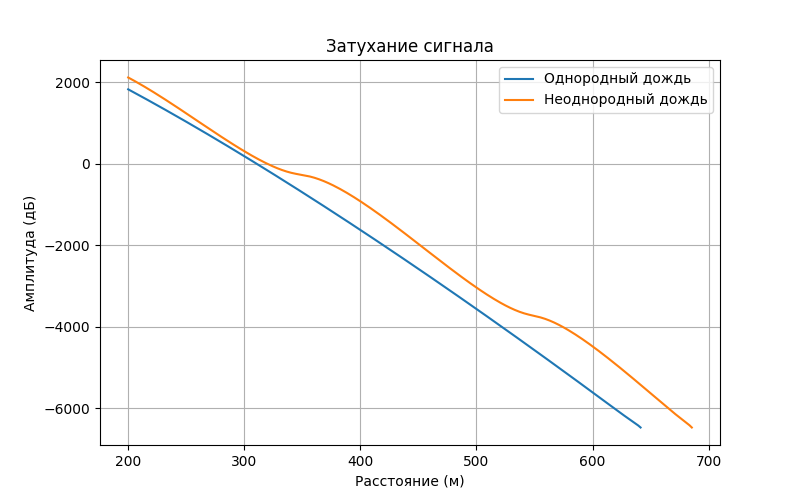 Затухание сигнала
Однородный дождь
Неоднородный дождь
Амплитуда (дБ)
2000
0
−2000
−4000
−6000
200 300 400 500 600 700
Расстояние (м)